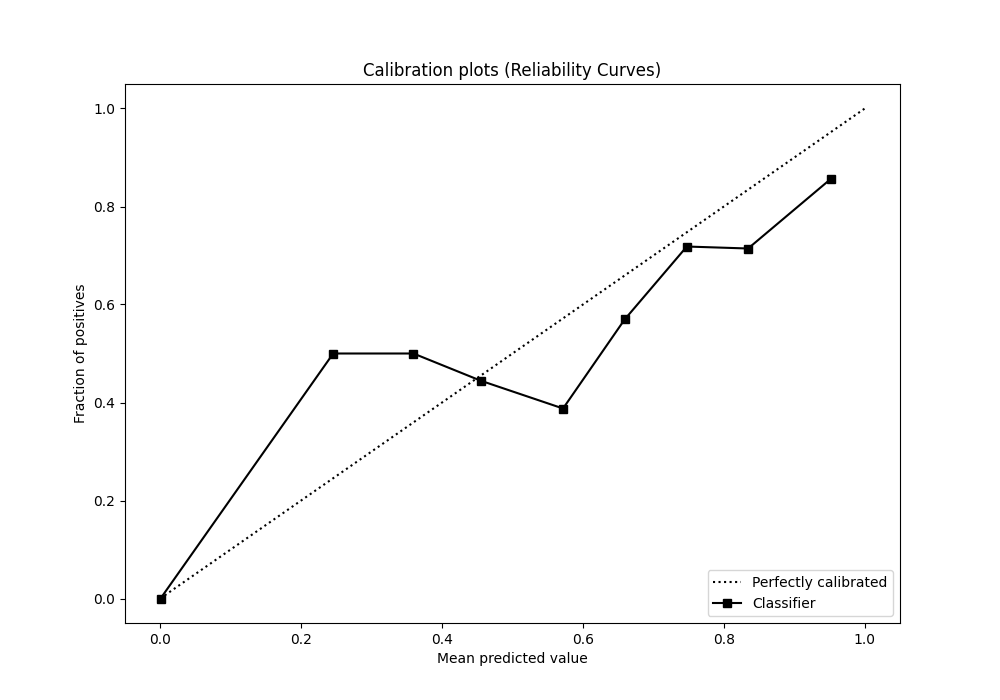 Calibration plots (Reliability Curves)
1.0
0.8
0.6
0.4
0.2
0.0
Fraction of positives
Perfectly calibrated
Classifier
0.0 0.2 0.4 0.6 0.8 1.0
Mean predicted value